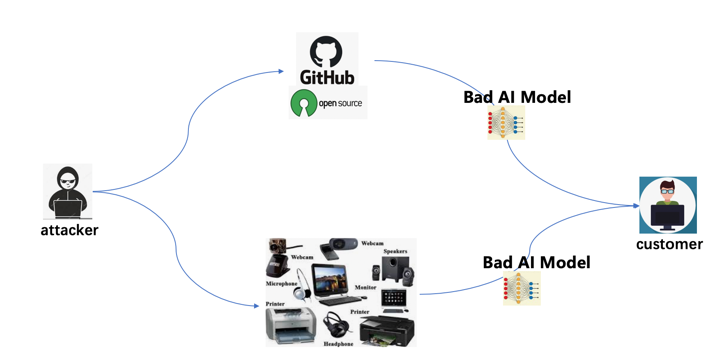 GitHub
open source
Bad AI Model
attacker
customer
Webcam
Webcam
Speakers
Microphone
Monitor
Printer
Printer
Headphone
Bad AI Model